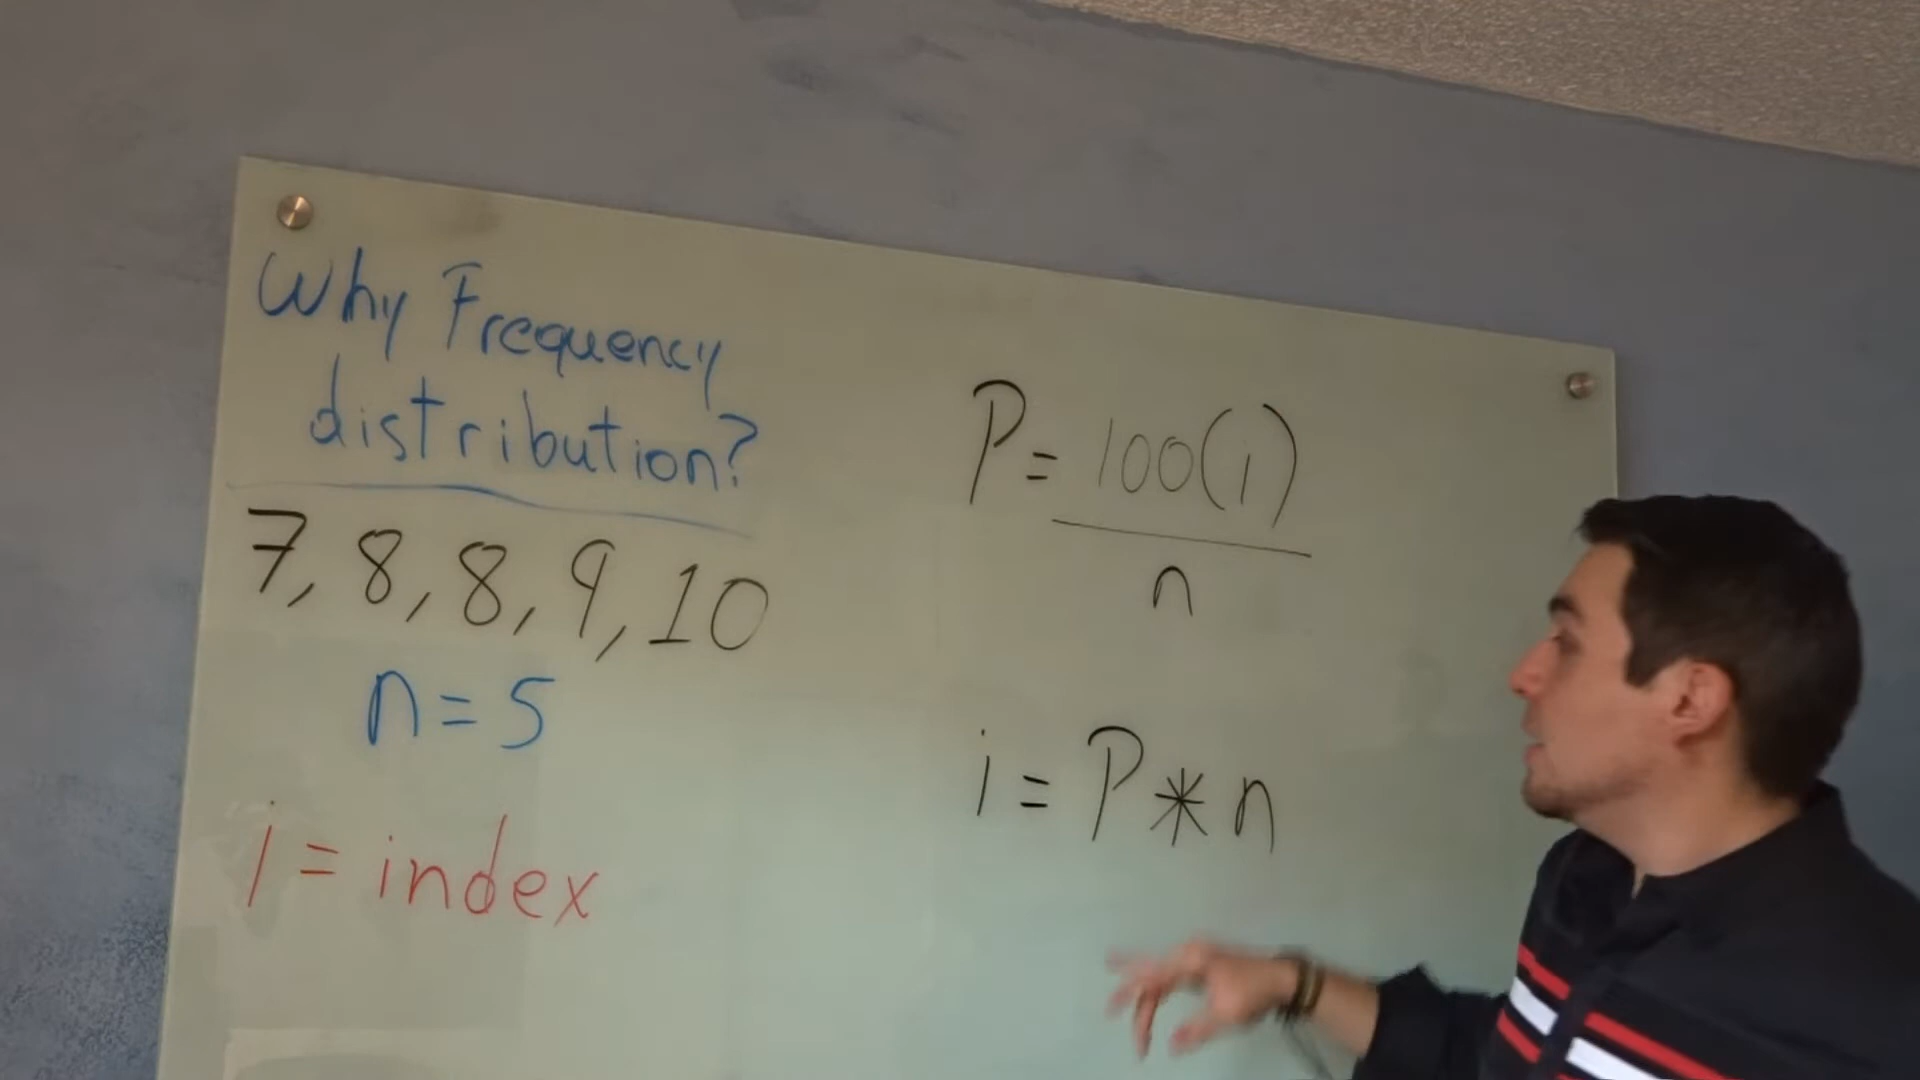 Why Frequency
distribution?
7, 8, 8, 9, 10
n = 5
i = index
P = 100(i)
n
i = P * n